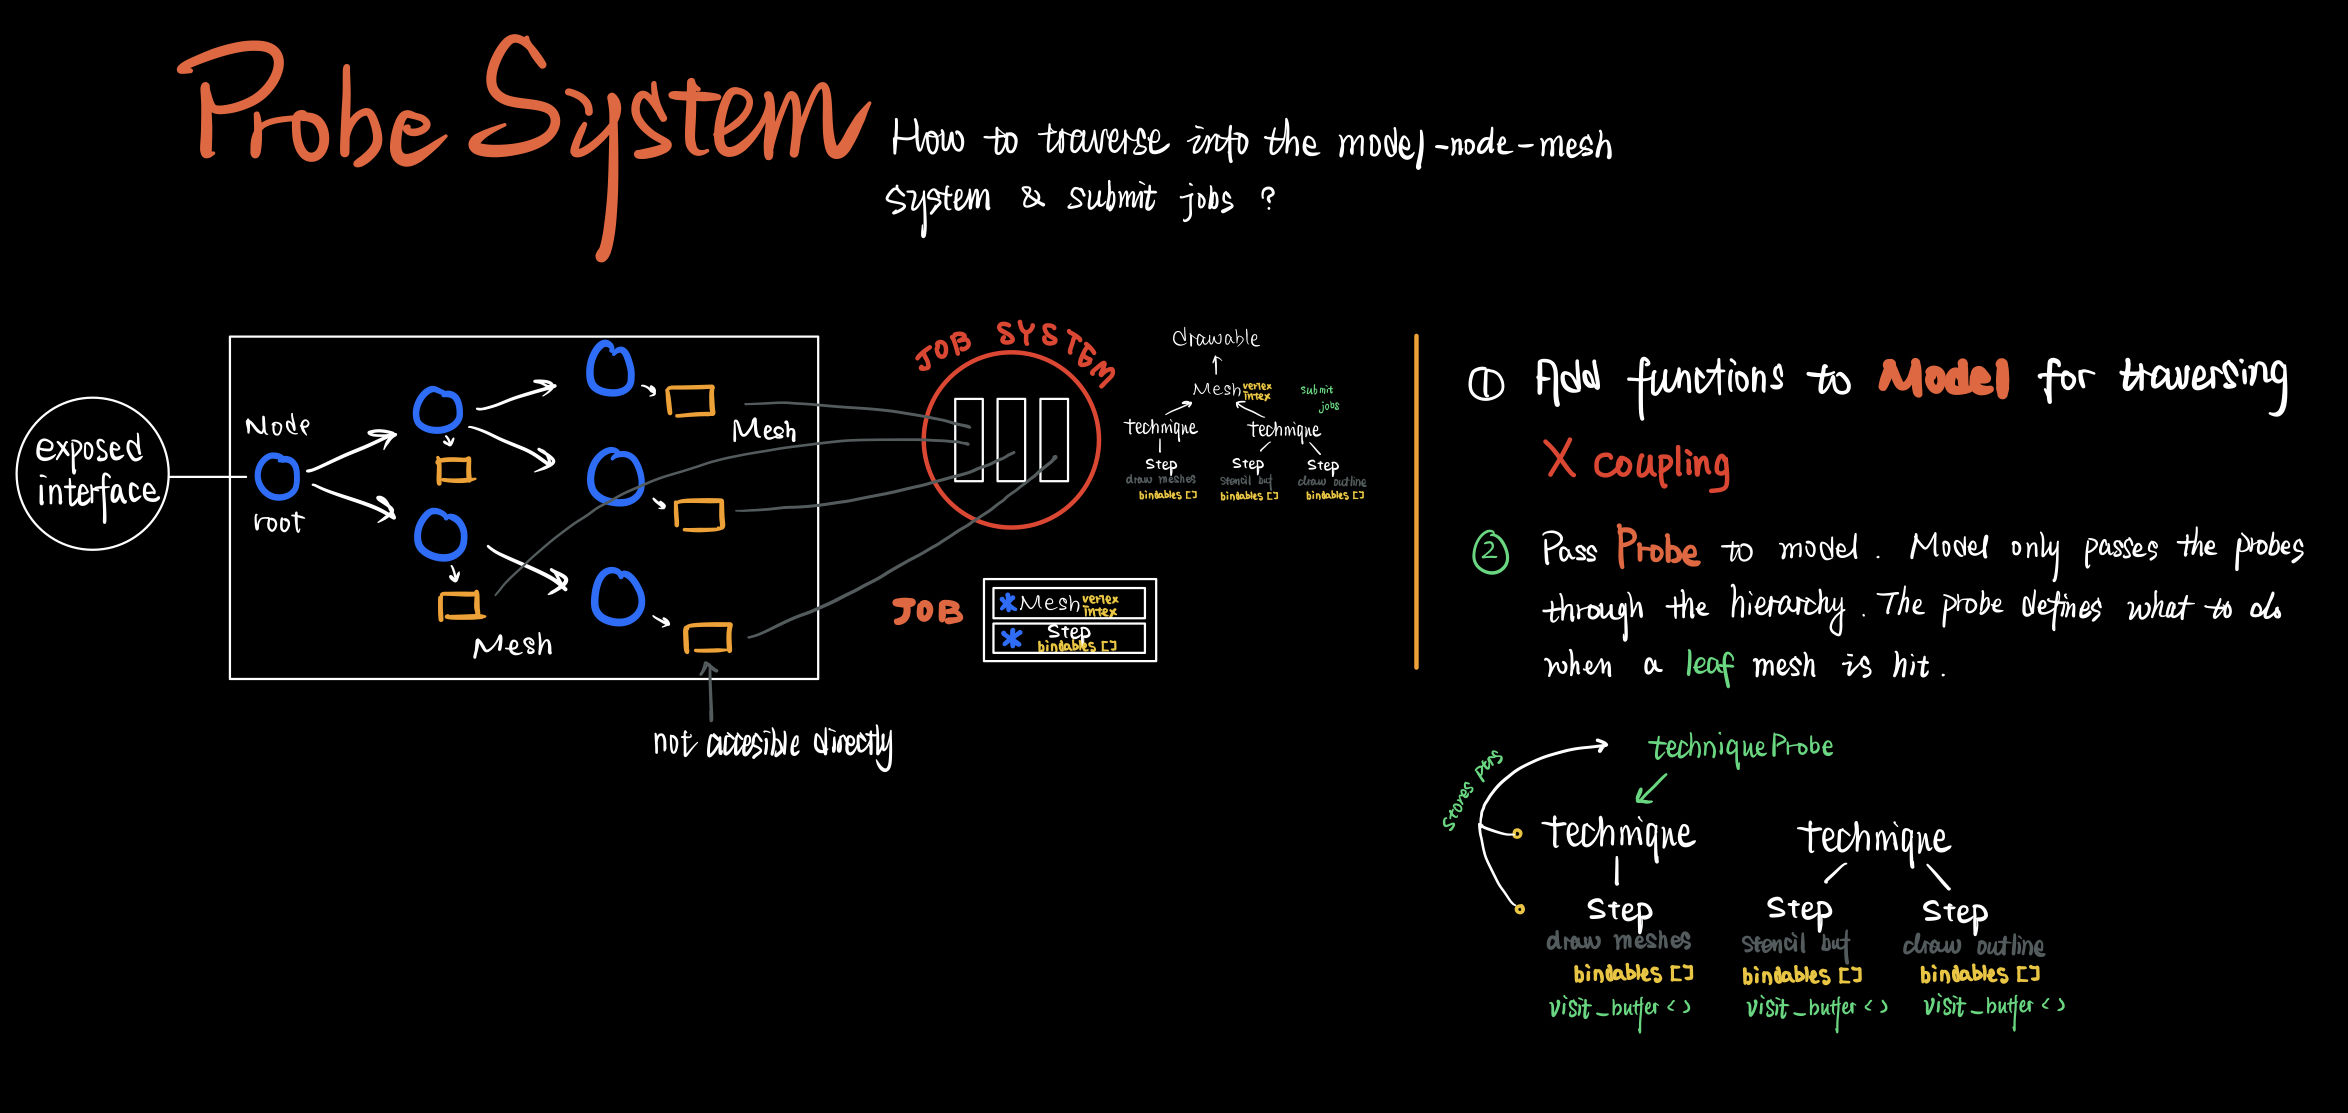 Probe System
How to traverse into the model-node-mesh
system & submit jobs ?
exposed
interface
Node
root
Mesh
Mesh
not accesible directly
JOB SYSTEM
drawable
Mesh vertex
intex
submit
jobs
technique technique
Step Step Step
draw meshes stencil buf draw outline
bindables [] bindables [] bindables []
JOB
*Mesh vertex
intex
* Step
bindables []
① Add functions to Model for traversing
X coupling
② Pass Probe to model. Model only passes the probes
through the hierarchy. The probe defines what to do
when a leaf mesh is hit.
stores ptrs
techniqueProbe
technique technique
Step Step Step
draw meshes stencil buf draw outline
bindables [] bindables [] bindables []
visit_buffer <> visit_buffer <> visit_buffer <>